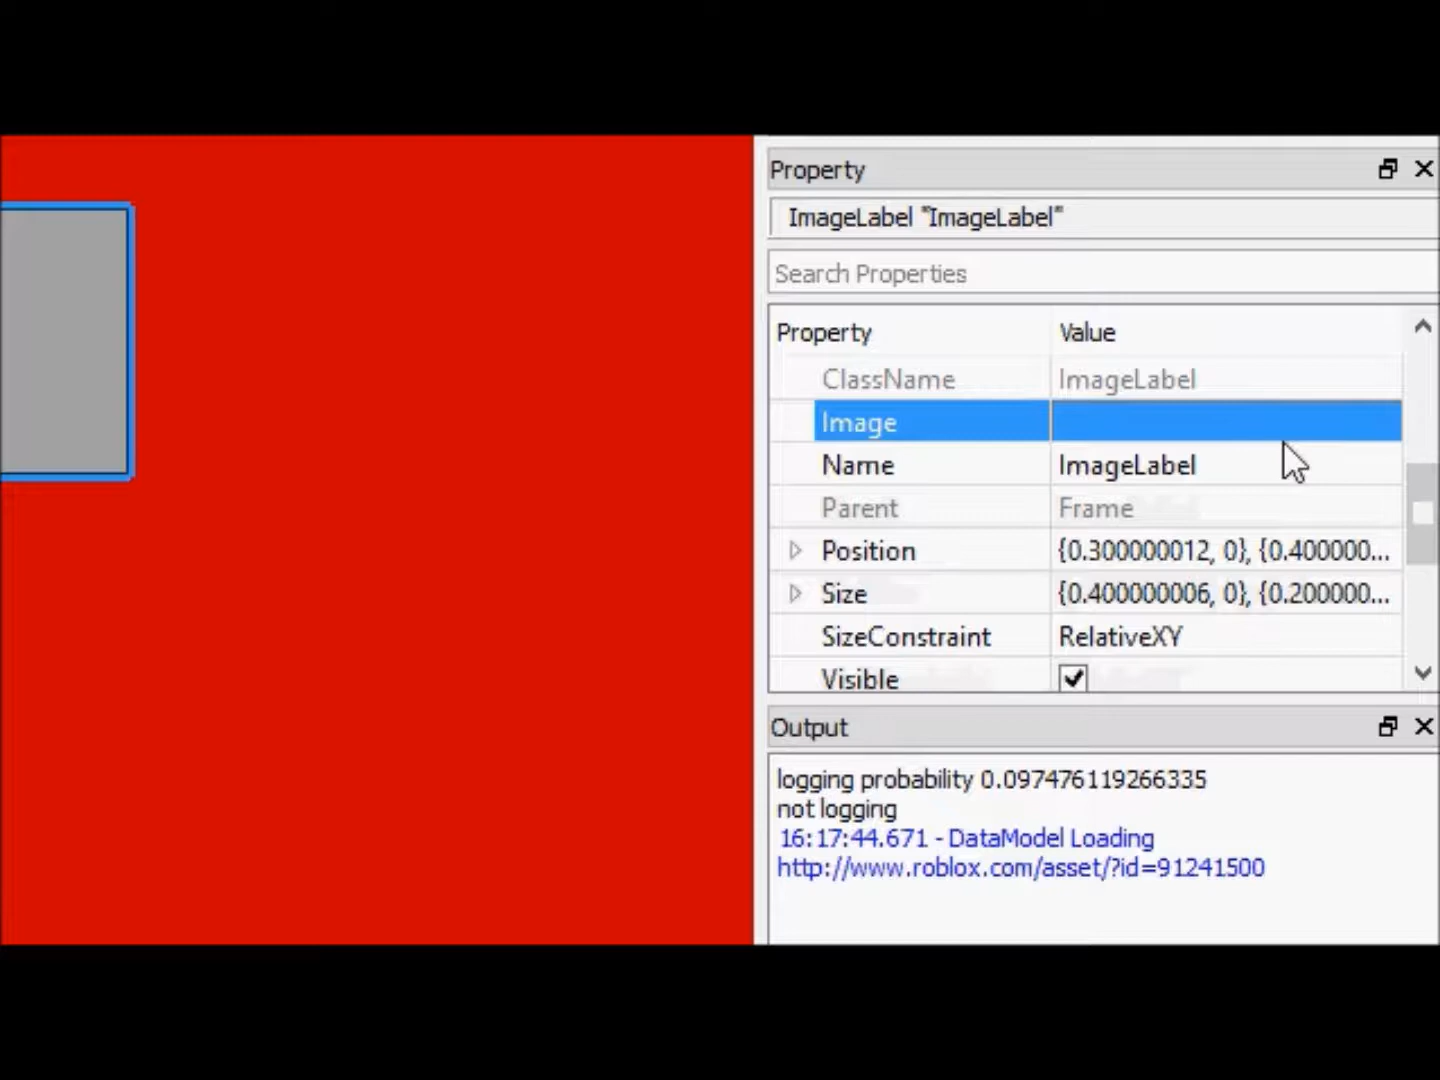 Property
ImageLabel "ImageLabel"
Search Properties
Property Value
ClassName ImageLabel
Image
Name ImageLabel
Parent Frame
Position {0.300000012, 0}, {0.400000...
Size {0.400000006, 0}, {0.200000...
SizeConstraint RelativeXY
Visible
Output
logging probability 0.097476119266335
not logging
16:17:44.671 - DataModel Loading
http://www.roblox.com/asset/?id=91241500